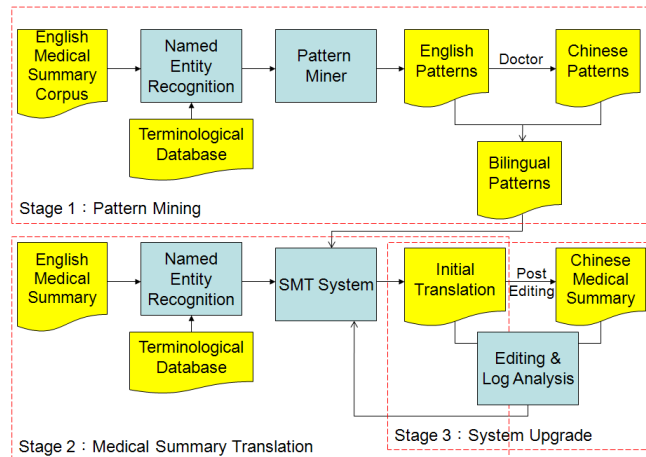 English
Medical
Summary
Corpus
Named
Entity
Recognition
Pattern
Miner
English
Patterns
Doctor
Chinese
Patterns
Terminological
Database
Bilingual
Patterns
Stage 1：Pattern Mining
English
Medical
Summary
Named
Entity
Recognition
SMT System
Initial
Translation
Post
Editing
Chinese
Medical
Summary
Terminological
Database
Editing &
Log Analysis
Stage 2：Medical Summary Translation
Stage 3：System Upgrade